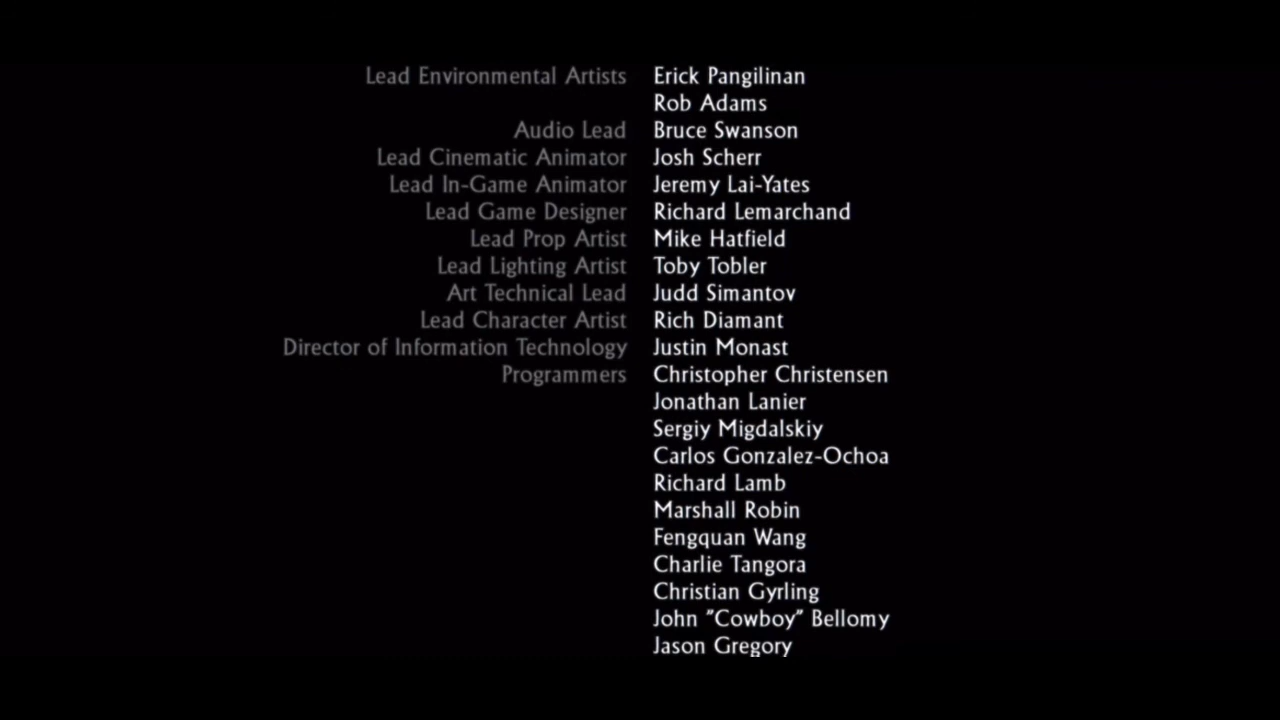 Lead Environmental Artists Erick Pangilinan
Rob Adams
Audio Lead Bruce Swanson
Lead Cinematic Animator Josh Scherr
Lead In-Game Animator Jeremy Lai-Yates
Lead Game Designer Richard Lemarchand
Lead Prop Artist Mike Hatfield
Lead Lighting Artist Toby Tobler
Art Technical Lead Judd Simantov
Lead Character Artist Rich Diamant
Director of Information Technology Justin Monast
Programmers Christopher Christensen
Jonathan Lanier
Sergiy Migdalskiy
Carlos Gonzalez-Ochoa
Richard Lamb
Marshall Robin
Fengquan Wang
Charlie Tangora
Christian Gyrling
John "Cowboy" Bellomy
Jason Gregory